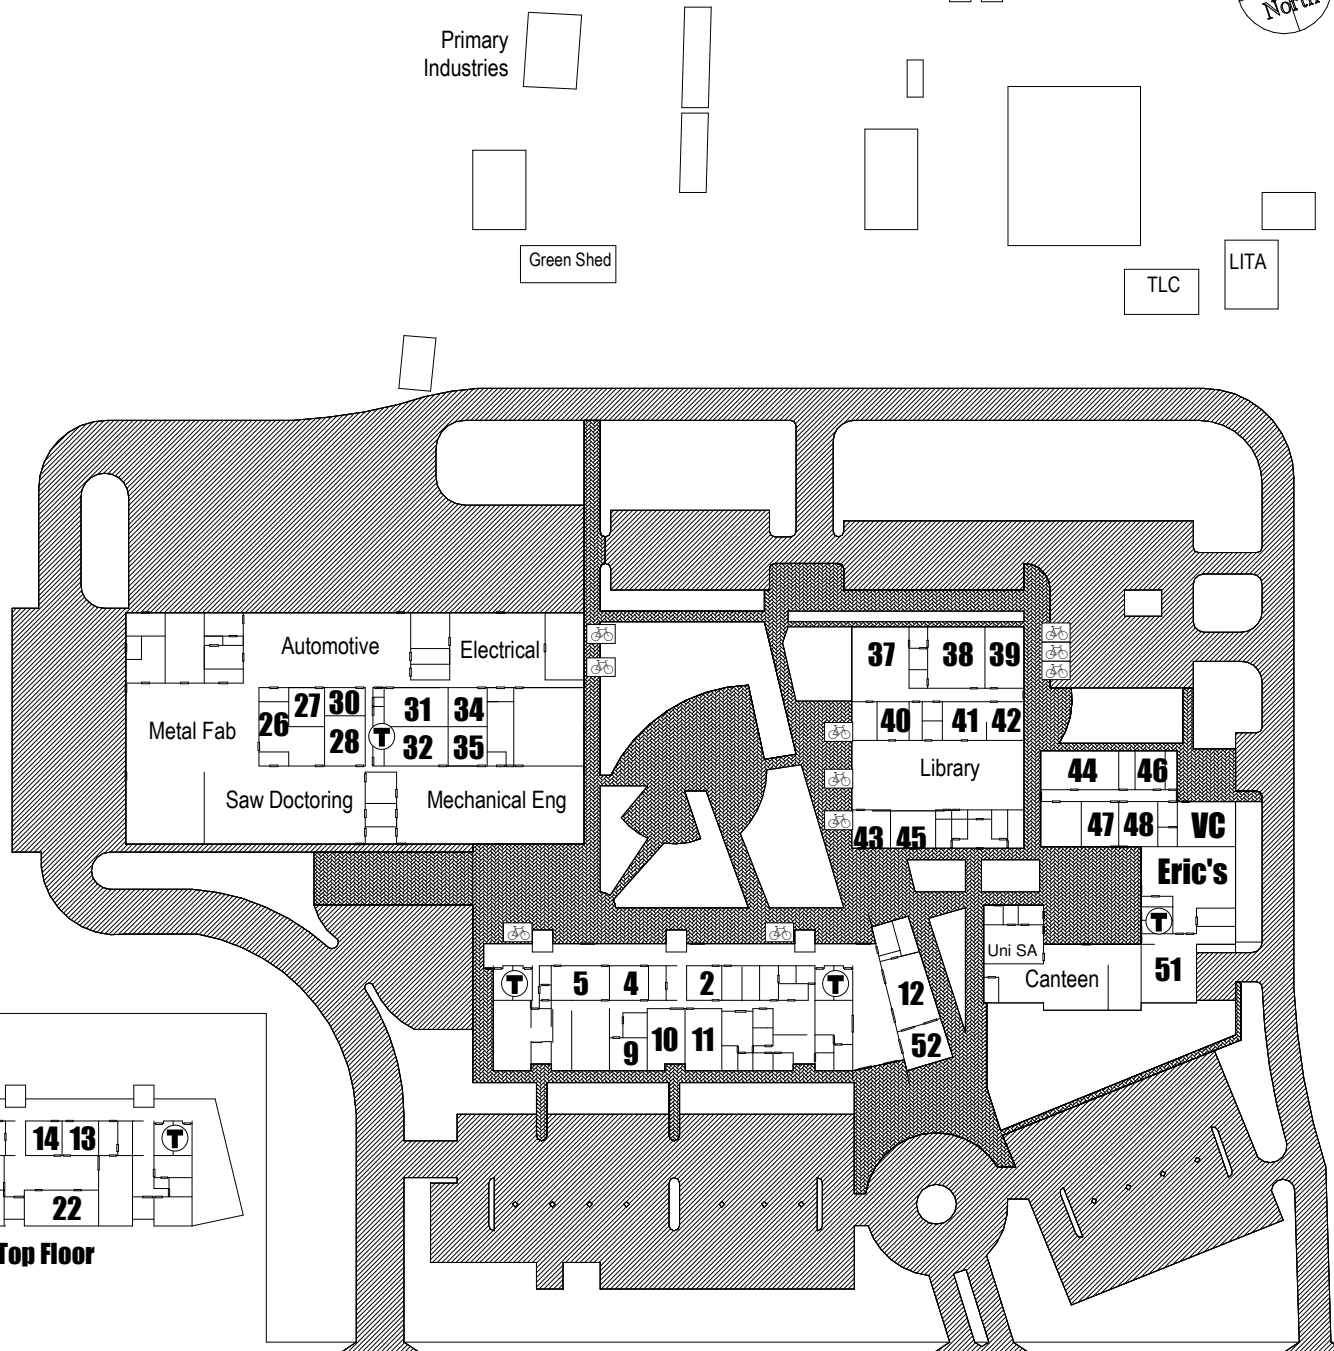 North
Primary
Industries
Green Shed
TLC
LITA
Automotive
Electrical
37
38
39
27
30
31
34
26
28
T
32
35
40
41
42
Metal Fab
Library
44
46
Saw Doctoring
Mechanical Eng
43
45
47
48
VC
Eric's
T
Uni SA
Canteen
51
T
5
4
2
T
12
9
10
11
52
14
13
T
22
Top Floor